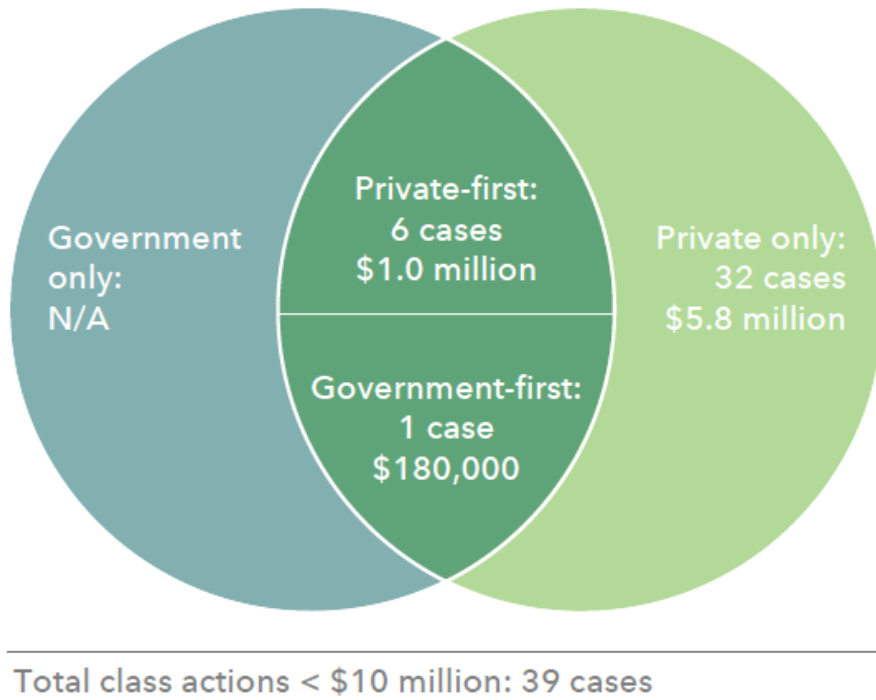 Government
only:
N/A
Private-first:
6 cases
$1.0 million
Government-first:
1 case
$180,000
Private only:
32 cases
$5.8 million
Total class actions < $10 million: 39 cases